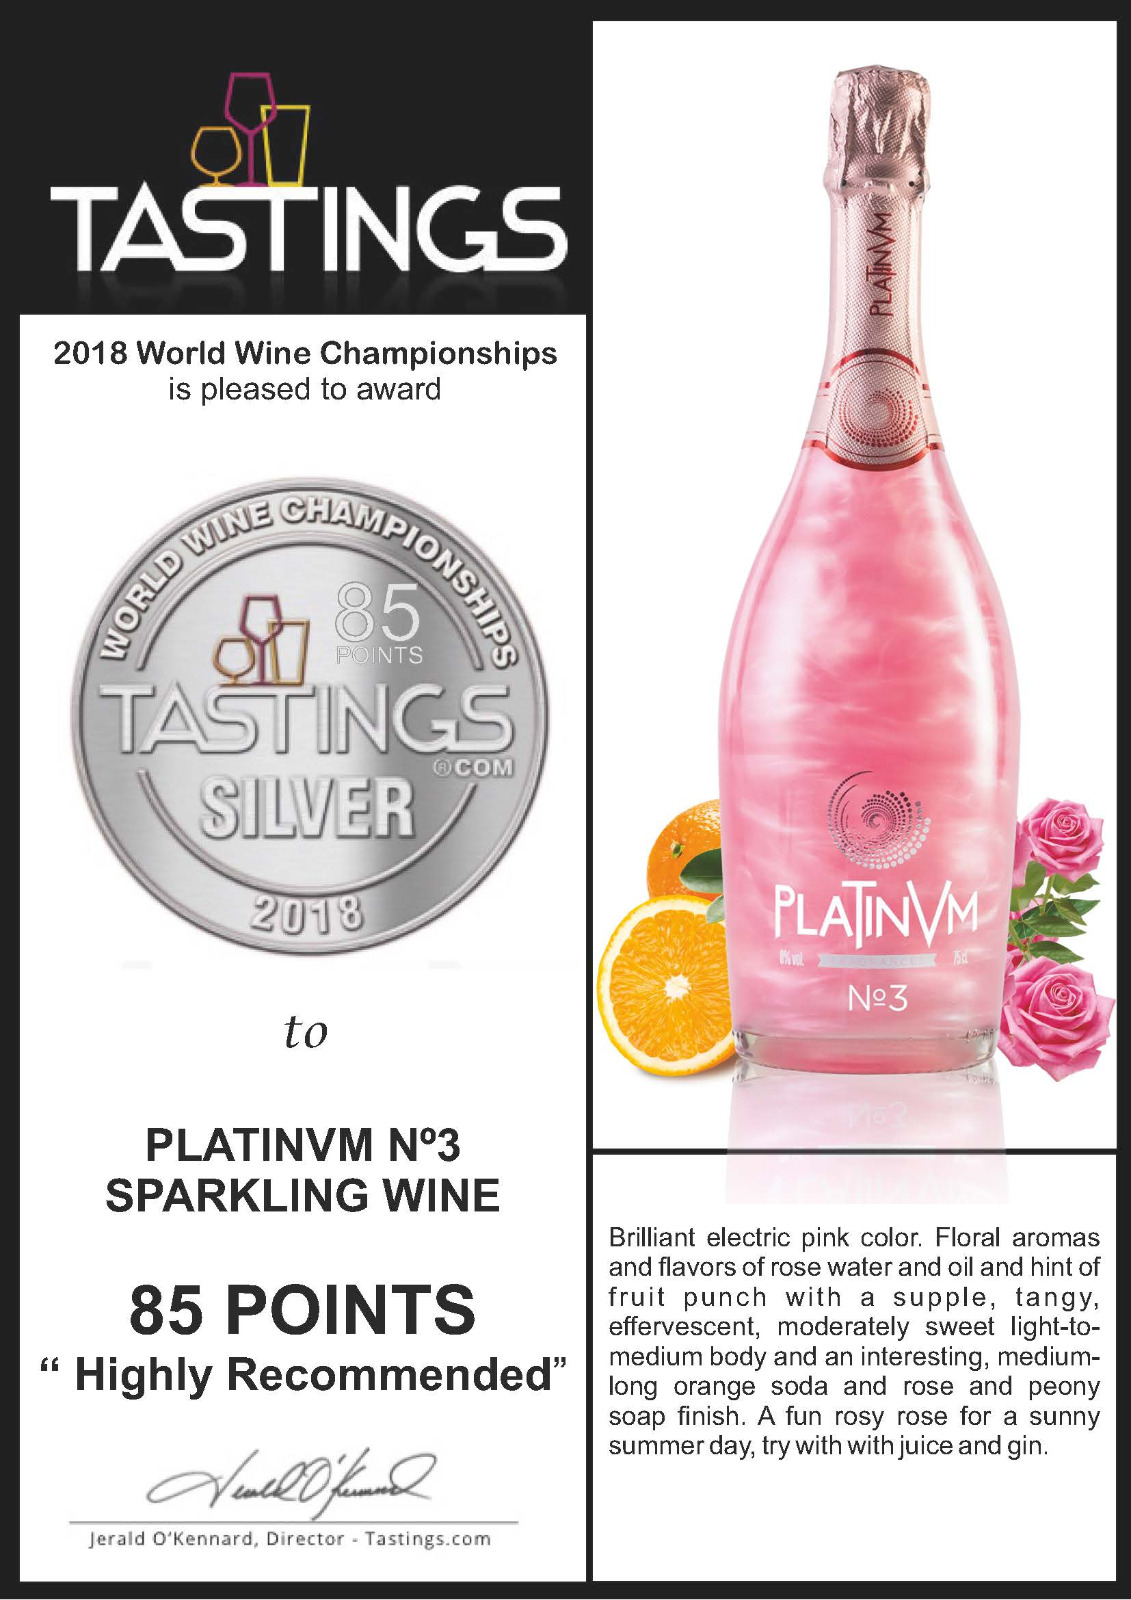 TASTINGS
2018 World Wine Championships
is pleased to award
WORLD WINE CHAMPIONSHIPS
85
POINTS
TASTINGS
®COM
SILVER
2018
to
PLATINVM Nº3
SPARKLING WINE
85 POINTS
“ Highly Recommended”
Jerald O’Kennard, Director - Tastings.com
PLATINVM
PLATINVM
75 cl.
Nº3
Nº3
Brilliant electric pink color. Floral aromas
and flavors of rose water and oil and hint of
fruit punch with a supple, tangy,
effervescent, moderately sweet light-to-
medium body and an interesting, medium-
long orange soda and rose and peony
soap finish. A fun rosy rose for a sunny
summer day, try with with juice and gin.